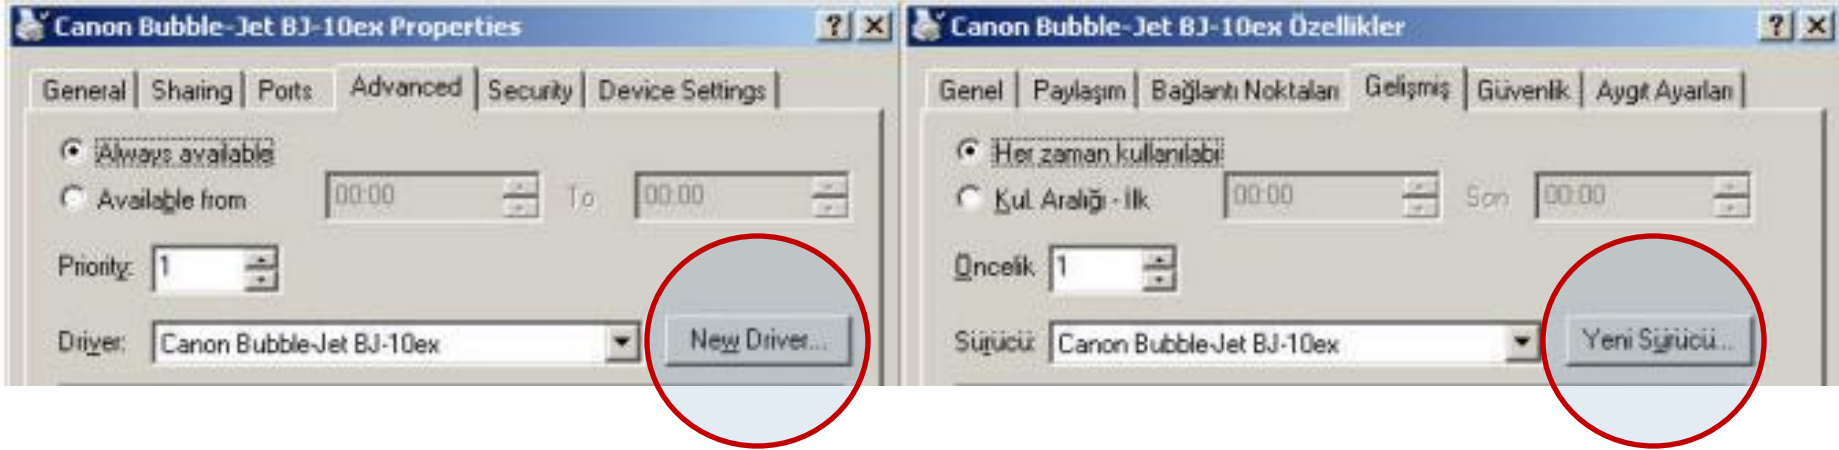 Canon Bubble-Jet BJ-10ex Properties
General Sharing Ports Advanced Security Device Settings
Always available
Available from 00:00 To 00:00
Priority: 1
Driver: Canon Bubble-Jet BJ-10ex New Driver...
Canon Bubble-Jet BJ-10ex Özellikler
Genel Paylaşım Bağlantı Noktaları Gelişmiş Güvenlik Aygıt Ayarları
Her zaman kullanılabi
Kul. Aralığı - İlk 00:00 Son 00:00
Öncelik 1
Sürücü: Canon Bubble-Jet BJ-10ex Yeni Sürücü...